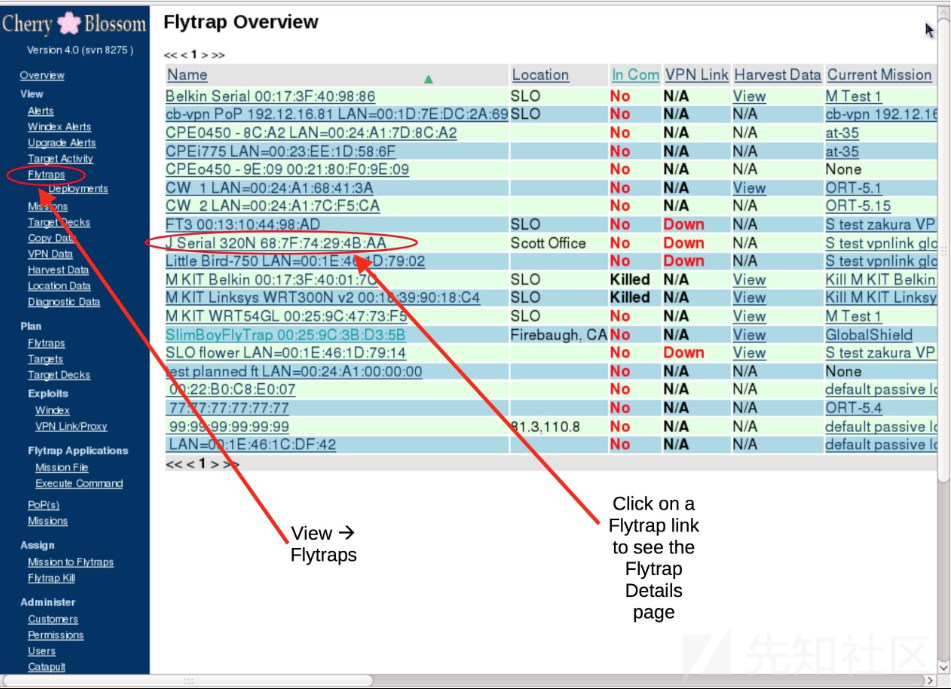 Cherry Blossom
Version 4.0 (svn 8275 )
Overview
View
Alerts
Windex Alerts
Upgrade Alerts
Target Activity
Flytraps
Deployments
Missions
Target Decks
Copy Data
VPN Data
Harvest Data
Location Data
Diagnostic Data
Plan
Flytraps
Targets
Target Decks
Exploits
Windex
VPN Link/Proxy
Flytrap Applications
Mission File
Execute Command
PoP(s)
Missions
Assign
Mission to Flytraps
Flytrap Kill
Administer
Customers
Permissions
Users
Catapult
Flytrap Overview
<< < 1 > >>
Name Location In Com VPN Link Harvest Data Current Mission
Belkin Serial 00:17:3F:40:98:86 SLO No N/A View M Test 1
cb-vpn PoP 192.12.16.81 LAN=00:1D:7E:DC:2A:69 SLO No N/A N/A cb-vpn 192.12.16
CPE0450 - 8C:A2 LAN=00:24:A1:7D:8C:A2 No N/A N/A at-35
CPEi775 LAN=00:23:EE:1D:58:6F No N/A N/A at-35
CPEo450 - 9E:09 00:21:80:F0:9E:09 No N/A N/A None
CW_1 LAN=00:24:A1:68:41:3A No N/A View ORT-5.1
CW_2 LAN=00:24:A1:7C:F5:CA No N/A N/A ORT-5.15
FT3 00:13:10:44:98:AD SLO No Down N/A S test zakura VP
J Serial 320N 68:7F:74:29:4B:AA Scott Office No Down N/A S test vpnlink glo
Little Bird-750 LAN=00:1E:46:1D:79:02 No Down N/A S test vpnlink glo
M KIT Belkin 00:17:3F:40:01:7C SLO Killed N/A View Kill M KIT Belkin
M KIT Linksys WRT300N v2 00:18:39:90:18:C4 SLO Killed N/A View Kill M KIT Linksy
M KIT WRT54GL 00:25:9C:47:73:F5 SLO No N/A View M Test 1
SlimBoyFlyTrap 00:25:9C:3B:D3:5B Firebaugh, CA No N/A View GlobalShield
SLO flower LAN=00:1E:46:1D:79:14 SLO No Down View S test zakura VP
test planned ft LAN=00:24:A1:00:00:00 No N/A N/A None
00:22:B0:C8:E0:07 No N/A N/A default passive lo
77:77:77:77:77:77 No N/A N/A ORT-5.4
99:99:99:99:99:99 81.3,110.8 No N/A N/A default passive lo
LAN=00:1E:46:1C:DF:42 No N/A N/A default passive lo
<< < 1 > >>
View →
Flytraps
Click on a
Flytrap link
to see the
Flytrap
Details
page
先知社区